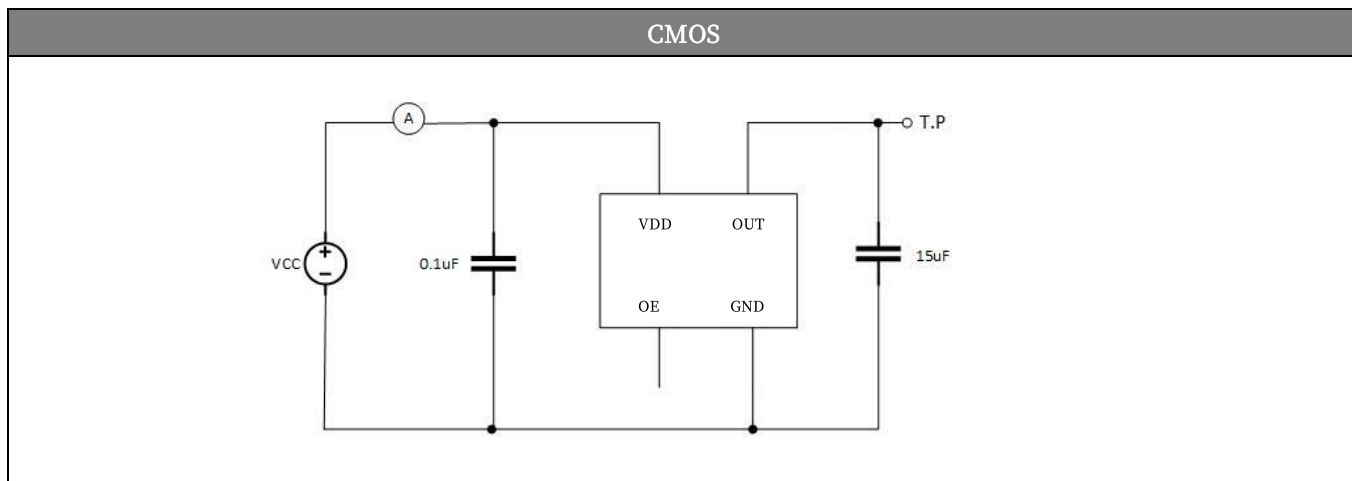 CMOS
A
T.P
VDD OUT
VCC
0.1uF
15uF
OE GND